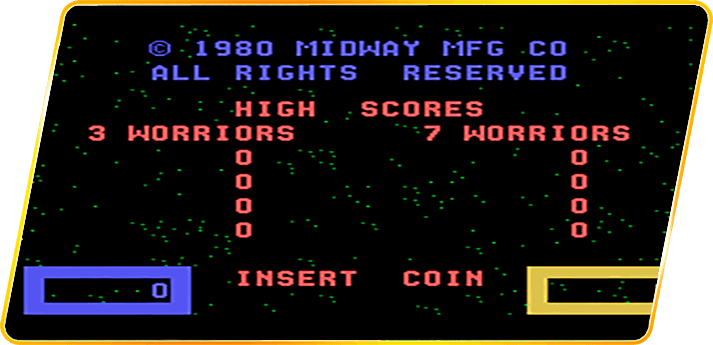 © 1980 MIDWAY MFG CO
ALL RIGHTS RESERVED
HIGH SCORES
3 WORRIORS 7 WORRIORS
0 0
0 0
0 0
0 0
INSERT COIN
0